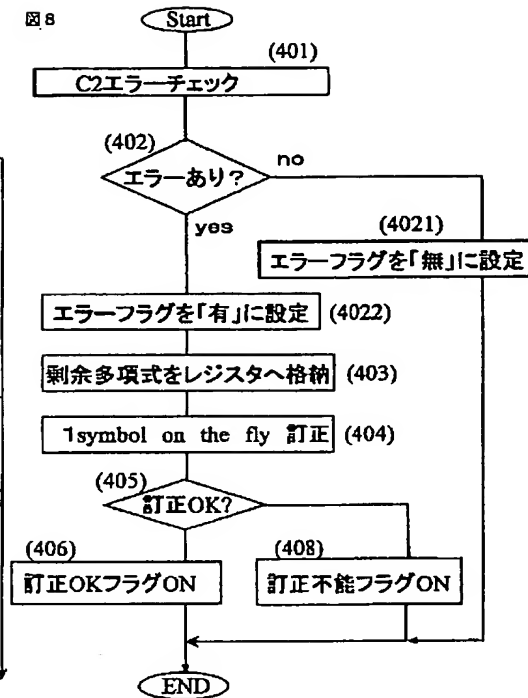 図8
Start
(401)
C2エラーチェック
(402)
エラーあり?
no
yes
(4021)
エラーフラグを「無」に設定
エラーフラグを「有」に設定 (4022)
剰余多項式をレジスタへ格納 (403)
1symbol on the fly 訂正 (404)
(405)
訂正OK?
(406)
訂正OKフラグON
(408)
訂正不能フラグON
END